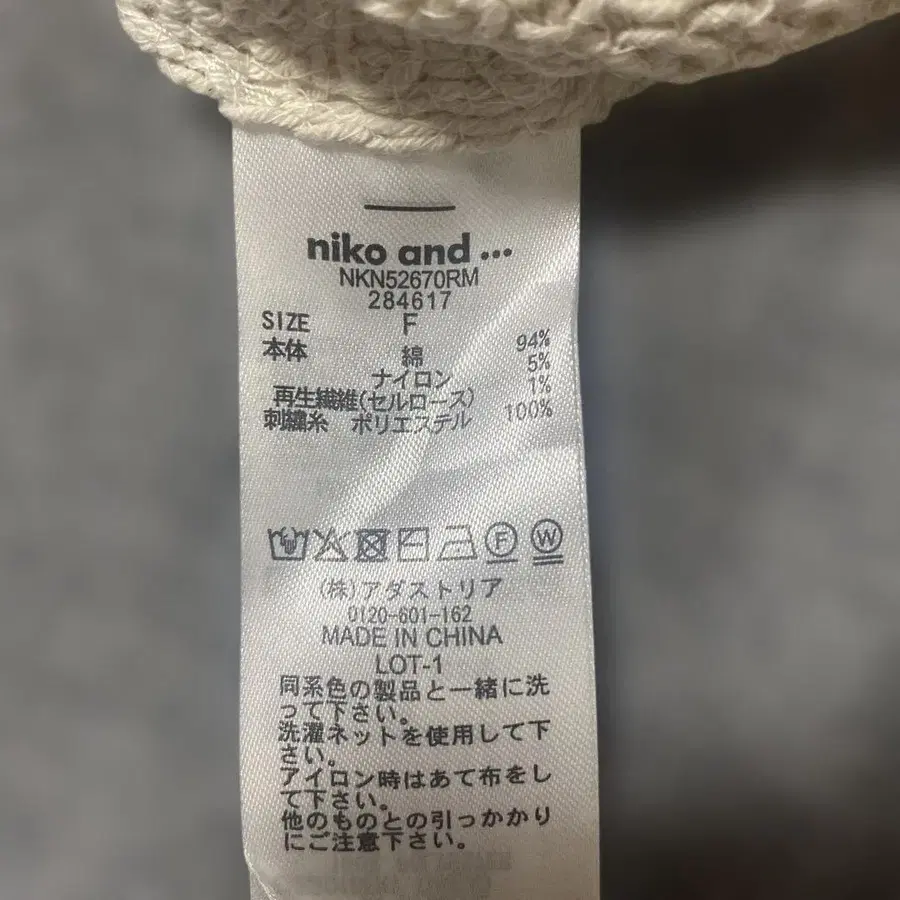 niko and ...
NKN52670RM
284617
SIZE F
本体 綿 94%
ナイロン 5%
再生繊維(セルロース) 1%
刺繍糸 ポリエステル 100%
F W
(株)アダストリア
0120-601-162
MADE IN CHINA
LOT-1
同系色の製品と一緒に洗
って下さい。
洗濯ネットを使用して下
さい。
アイロン時はあて布をし
て下さい。
他のものとの引っかかり
にご注意下さい。